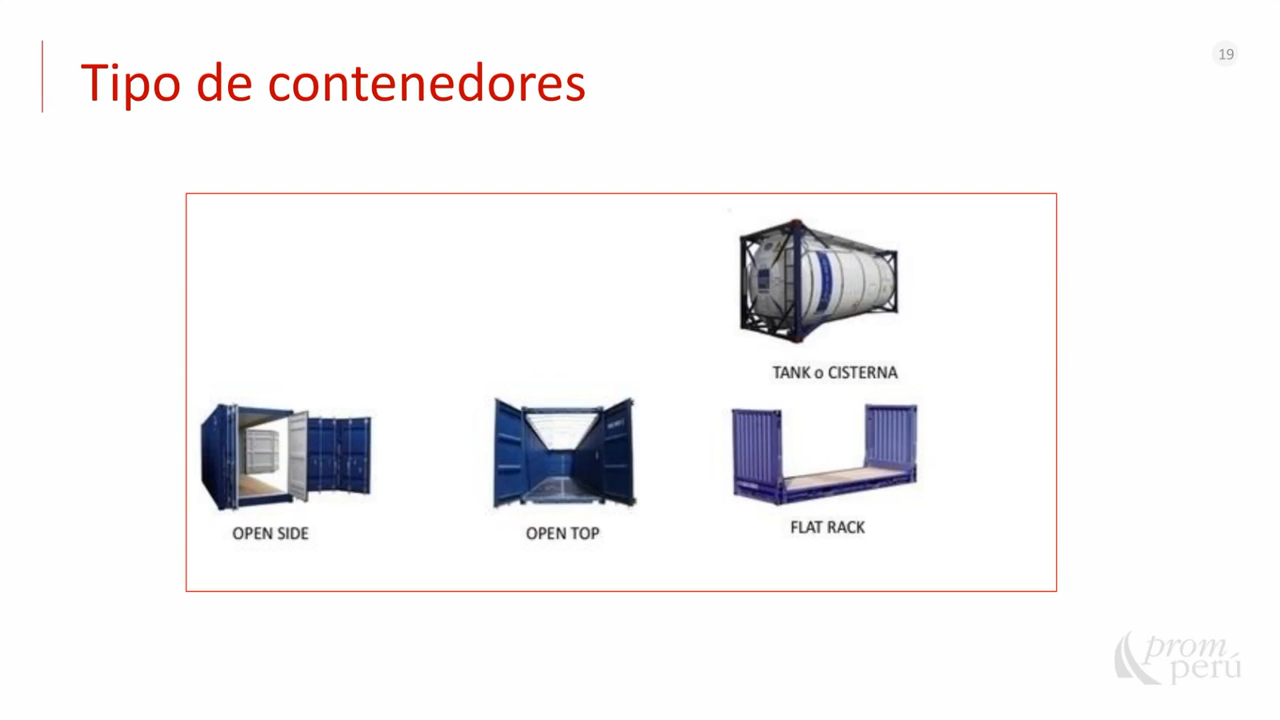 19
Tipo de contenedores
TANK o CISTERNA
OPEN SIDE
OPEN TOP
FLAT RACK
prom
perú